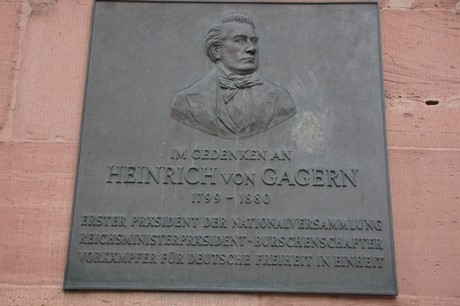 IM GEDENKEN AN
HEINRICH VON GAGERN
1799 - 1880
ERSTER PRÄSIDENT DER NATIONALVERSAMMLUNG
REICHSMINISTERPRÄSIDENT - BURSCHENSCHAFTER
VORKÄMPFER FÜR DEUTSCHE FREIHEIT IN EINHEIT